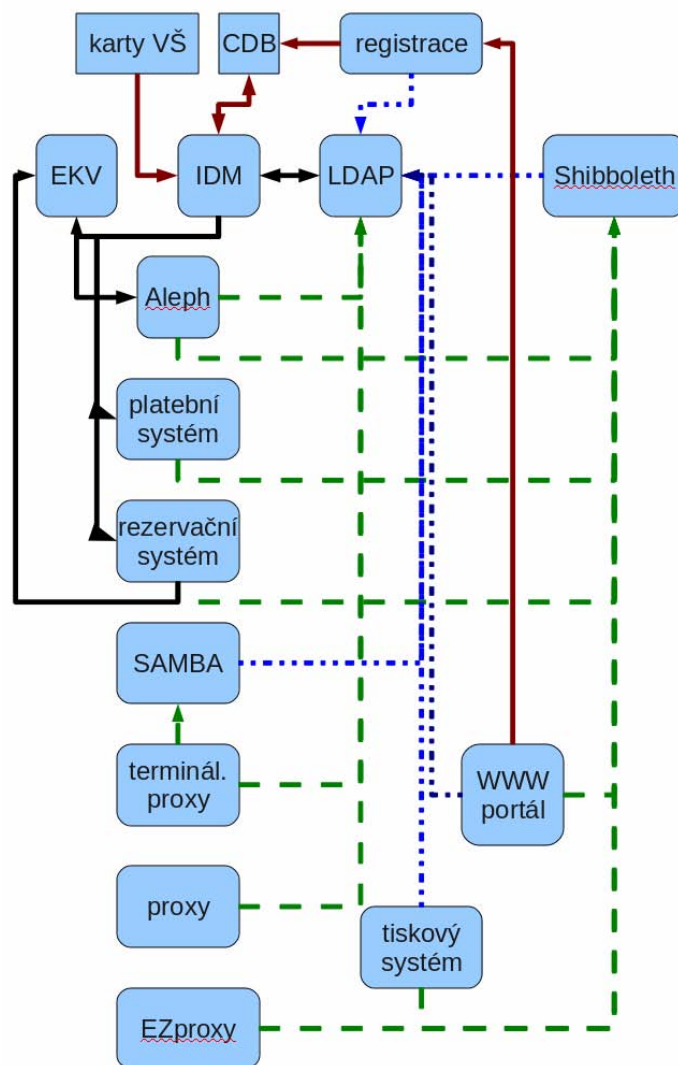 karty VŠ
CDB
registrace
EKV
IDM
LDAP
Shibboleth
Aleph
platební
systém
rezervační
systém
SAMBA
terminál.
proxy
WWW
portál
proxy
tiskový
systém
EZproxy